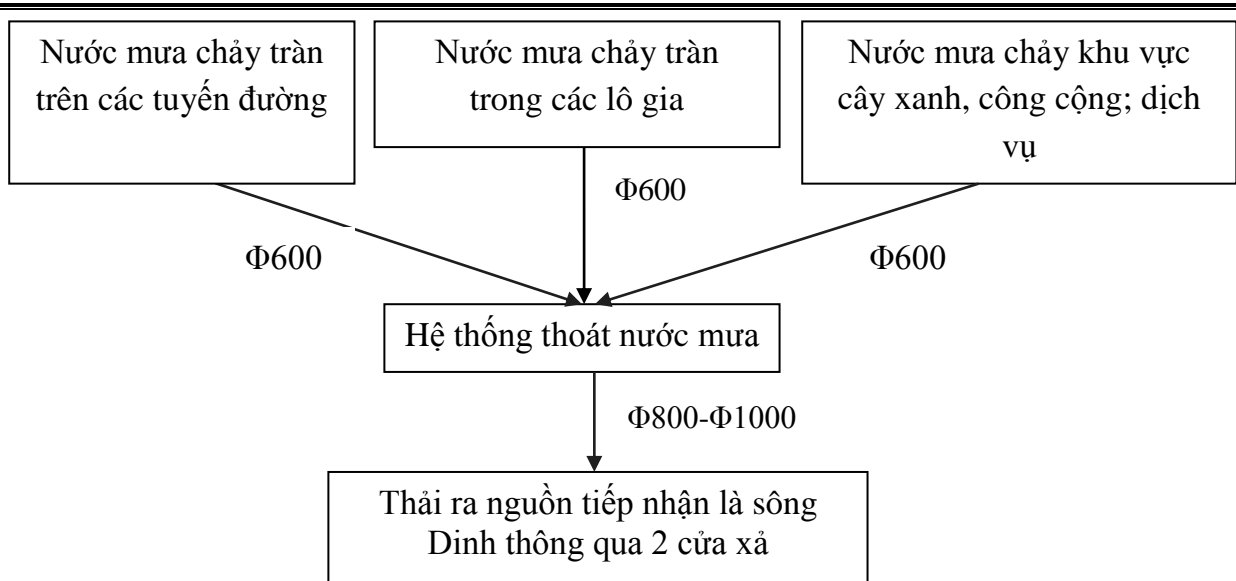 Nước mưa chảy tràn
trên các tuyến đường
Nước mưa chảy tràn
trong các lô gia
Nước mưa chảy khu vực
cây xanh, công cộng; dịch
vụ
Φ600
Φ600
Φ600
Hệ thống thoát nước mưa
Φ800-Φ1000
Thải ra nguồn tiếp nhận là sông
Dinh thông qua 2 cửa xả